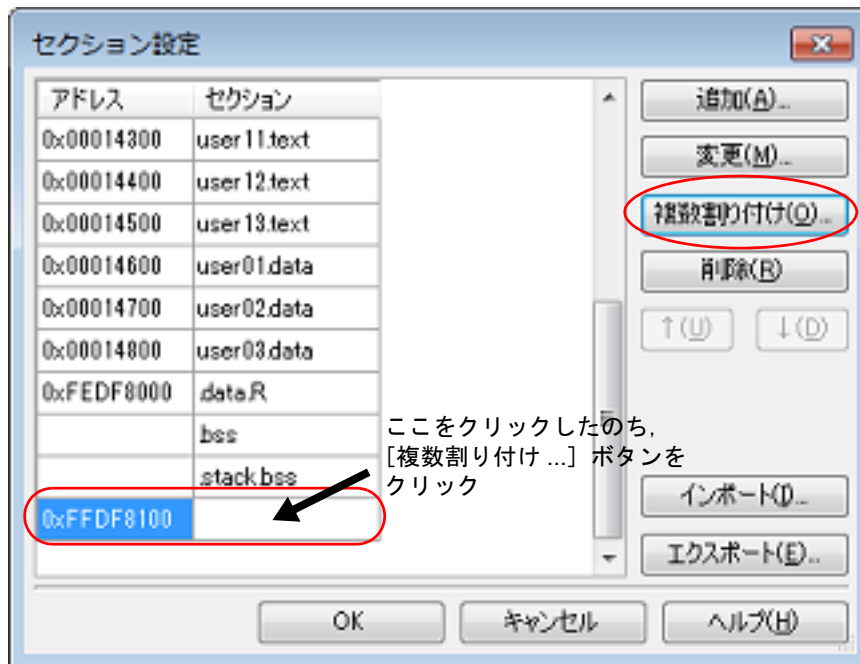 セクション設定
アドレス セクション
0x00014300 user11.text
0x00014400 user12.text
0x00014500 user13.text
0x00014600 user01.data
0x00014700 user02.data
0x00014800 user03.data
0xFEDF8000 .data.R
.bss
.stack.bss
0xFFDF8100
ここをクリックしたのち,
[複数割り付け ...] ボタンを
クリック
追加(A)...
変更(M)...
複数割り付け(O)...
削除(R)
↑(U) ↓(D)
インポート(I)...
エクスポート(E)...
OK キャンセル ヘルプ(H)